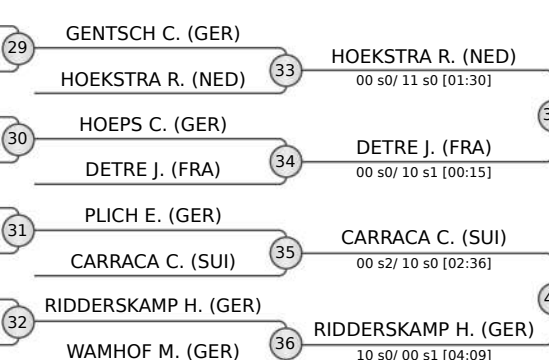 GENTSCH C. (GER)
29
HOEKSTRA R. (NED)
HOEKSTRA R. (NED)
33
00 s0/ 11 s0 [01:30]
HOEPS C. (GER)
30
DETRE J. (FRA)
DETRE J. (FRA)
34
00 s0/ 10 s1 [00:15]
PLICH E. (GER)
31
CARRACA C. (SUI)
CARRACA C. (SUI)
35
00 s2/ 10 s0 [02:36]
RIDDERSKAMP H. (GER)
32
WAMHOF M. (GER)
RIDDERSKAMP H. (GER)
36
10 s0/ 00 s1 [04:09]